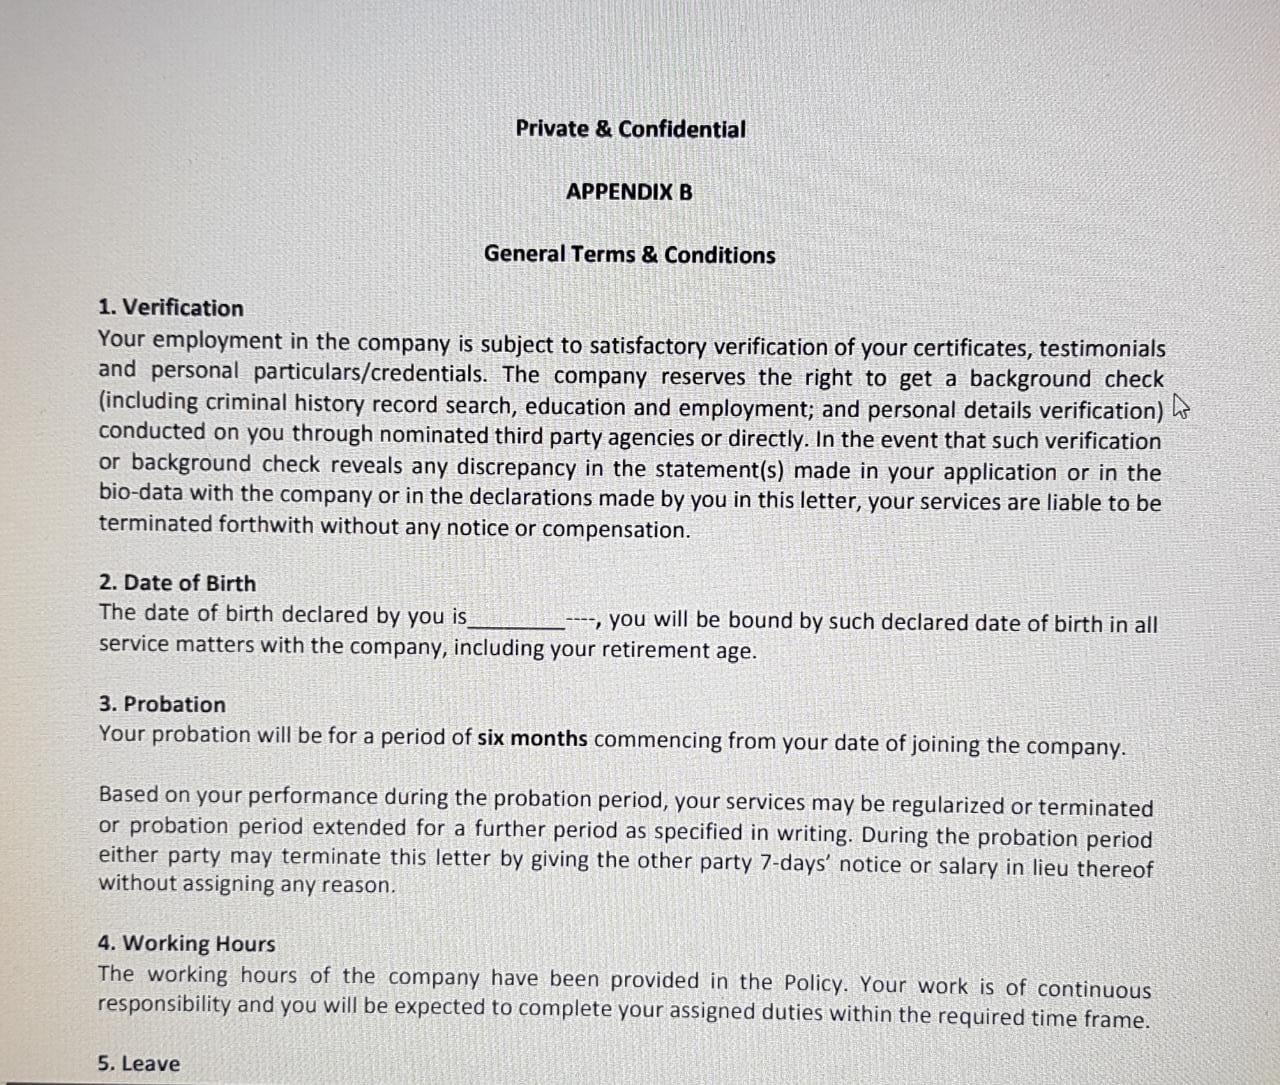 Private & Confidential
APPENDIX B
General Terms & Conditions
1. Verification
Your employment in the company is subject to satisfactory verification of your certificates, testimonials
and personal particulars/credentials. The company reserves the right to get a background check
(including criminal history record search, education and employment; and personal details verification)
conducted on you through nominated third party agencies or directly. In the event that such verification
or background check reveals any discrepancy in the statement(s) made in your application or in the
bio-data with the company or in the declarations made by you in this letter, your services are liable to be
terminated forthwith without any notice or compensation.
2. Date of Birth
The date of birth declared by you is_________----, you will be bound by such declared date of birth in all
service matters with the company, including your retirement age.
3. Probation
Your probation will be for a period of six months commencing from your date of joining the company.
Based on your performance during the probation period, your services may be regularized or terminated
or probation period extended for a further period as specified in writing. During the probation period
either party may terminate this letter by giving the other party 7-days' notice or salary in lieu thereof
without assigning any reason.
4. Working Hours
The working hours of the company have been provided in the Policy. Your work is of continuous
responsibility and you will be expected to complete your assigned duties within the required time frame.
5. Leave